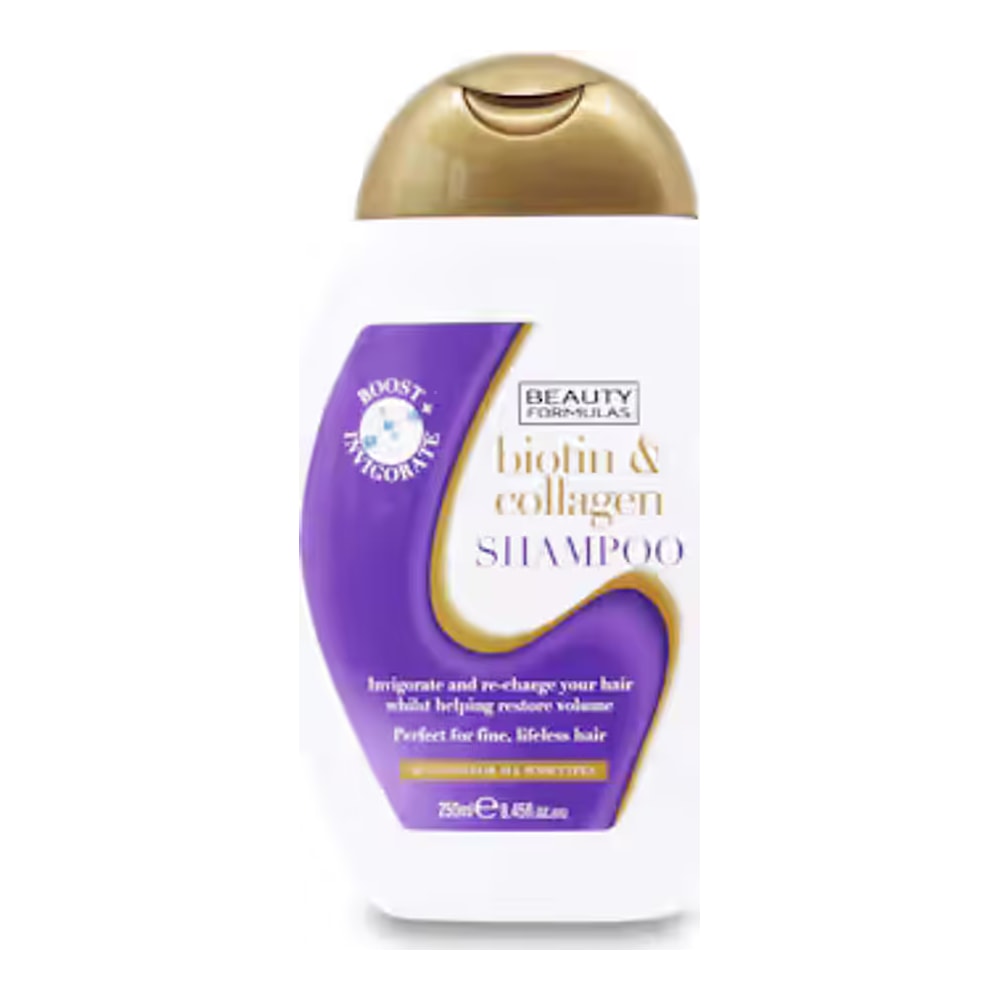 BOOST +
INVIGORATE
BEAUTY
FORMULAS
biotin &
collagen
SHAMPOO
Invigorate and re-charge your hair
whilst helping restore volume
Perfect for fine, lifeless hair
250ml ℮ 8.45fl.oz.